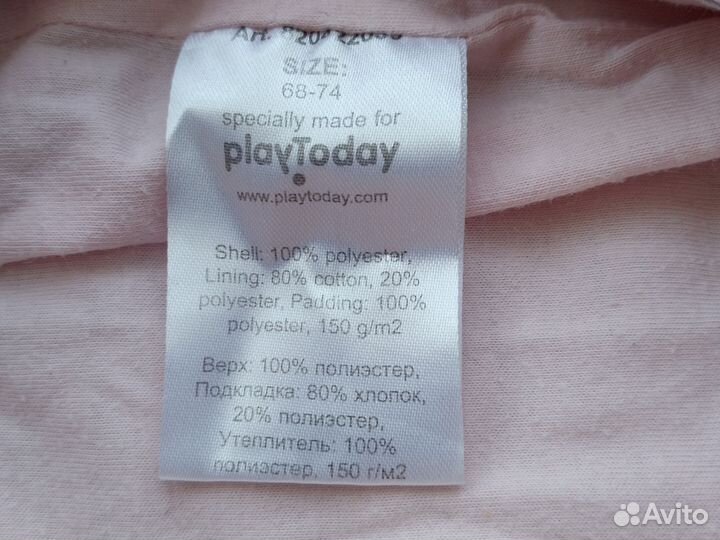 SIZE:
68-74
specially made for
playToday
www.playtoday.com
Shell: 100% polyester,
Lining: 80% cotton, 20%
polyester, Padding: 100%
polyester, 150 g/m2
Верх: 100% полиэстер,
Подкладка: 80% хлопок,
20% полиэстер,
Утеплитель: 100%
полиэстер, 150 г/м2
Avito